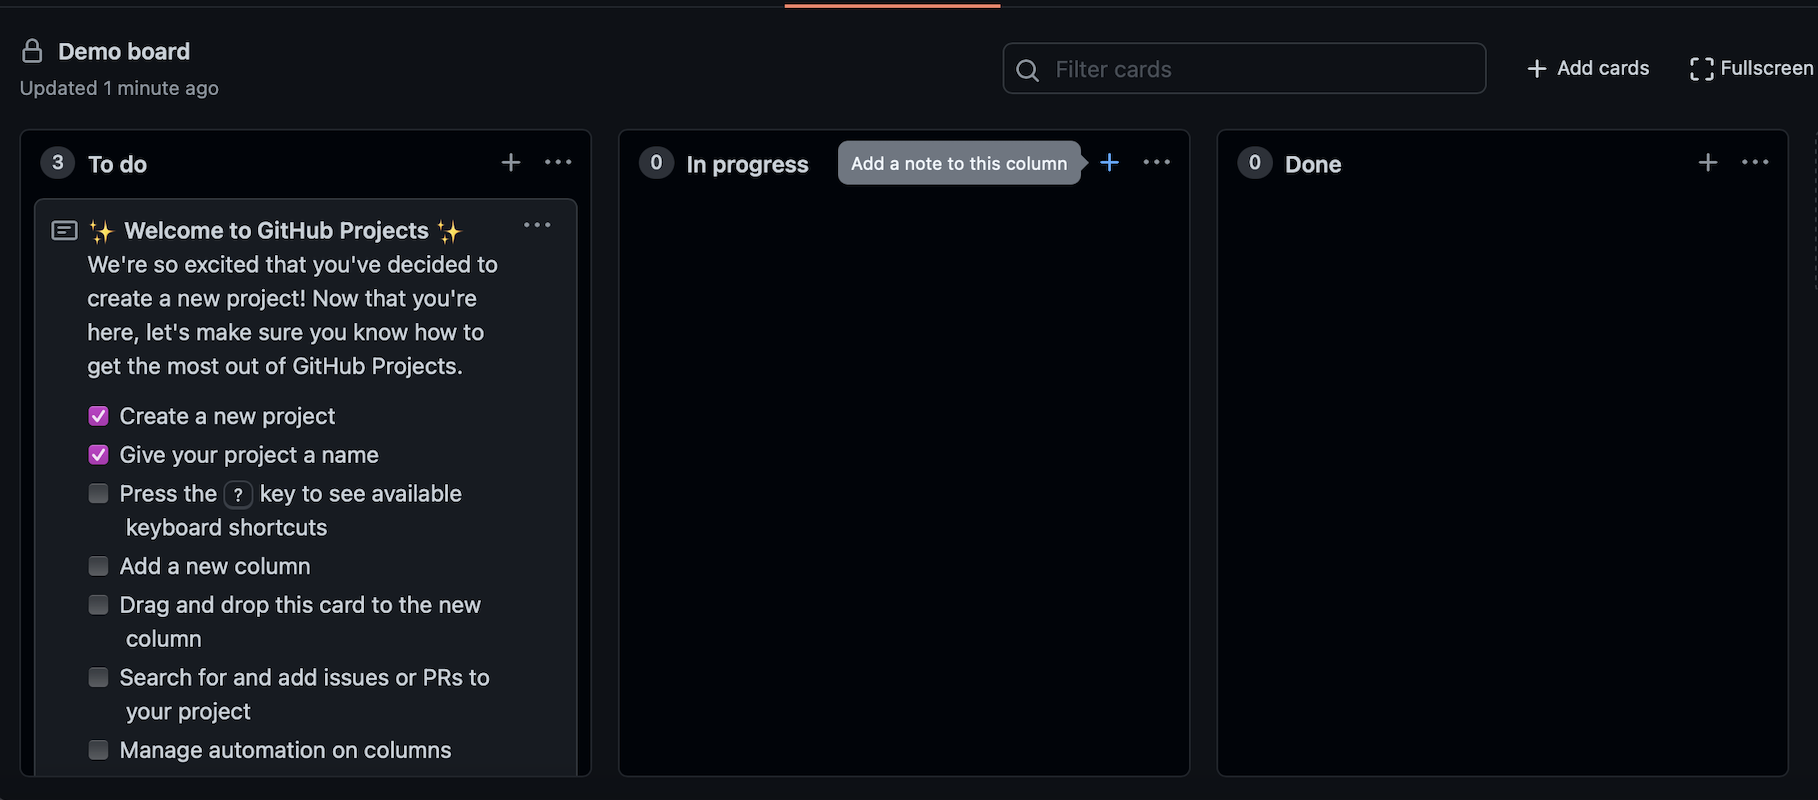 Demo board
Updated 1 minute ago
Filter cards
Add cards
Fullscreen
3 To do
✨ Welcome to GitHub Projects ✨
We're so excited that you've decided to
create a new project! Now that you're
here, let's make sure you know how to
get the most out of GitHub Projects.
Create a new project
Give your project a name
Press the ? key to see available
keyboard shortcuts
Add a new column
Drag and drop this card to the new
column
Search for and add issues or PRs to
your project
Manage automation on columns
0 In progress
Add a note to this column
0 Done